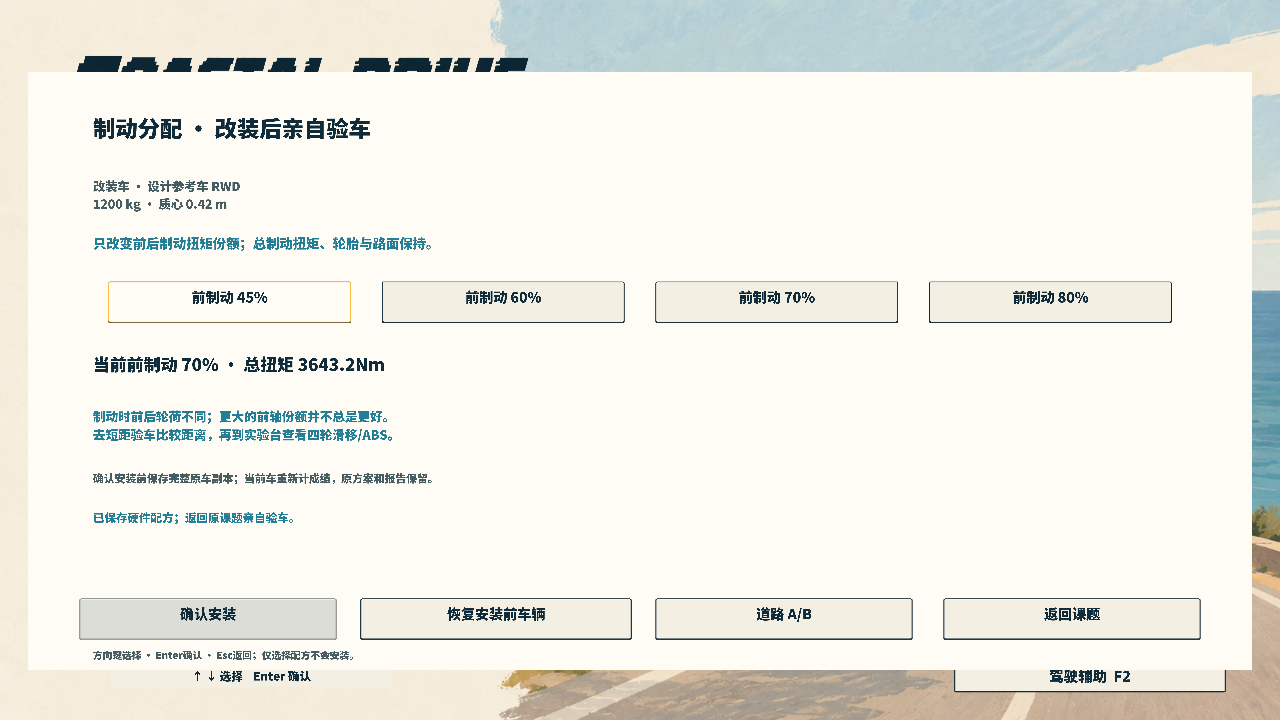 COASTAL DRIVE
制动分配 · 改装后亲自验车
改装车 · 设计参考车 RWD
1200 kg · 质心 0.42 m
只改变前后制动扭矩份额；总制动扭矩、轮胎与路面保持。
前制动 45%
前制动 60%
前制动 70%
前制动 80%
当前前制动 70% · 总扭矩 3643.2Nm
制动时前后轮荷不同；更大的前轴份额并不总是更好。
去短距验车比较距离，再到实验台查看四轮滑移/ABS。
确认安装前保存完整原车副本；当前车重新计成绩，原方案和报告保留。
已保存硬件配方；返回原课题亲自验车。
确认安装
恢复安装前车辆
道路 A/B
返回课题
方向键选择 · Enter确认 · Esc返回；仅选择配方不会安装。
↑ ↓ 选择 Enter 确认
驾驶辅助 F2